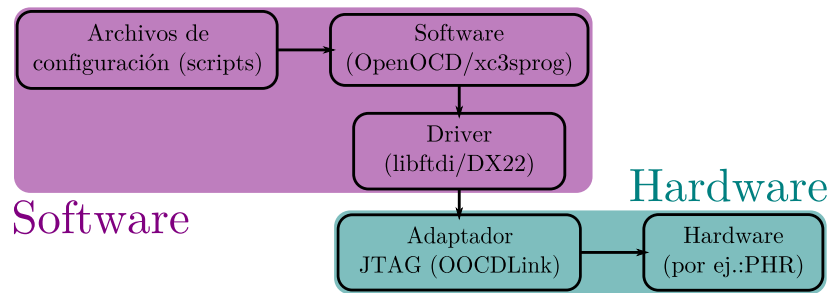 Archivos de
configuración (scripts)
Software
(OpenOCD/xc3sprog)
Driver
(libftdi/DX22)
Hardware
Software
Adaptador
JTAG (OOCDLink)
Hardware
(por ej.:PHR)